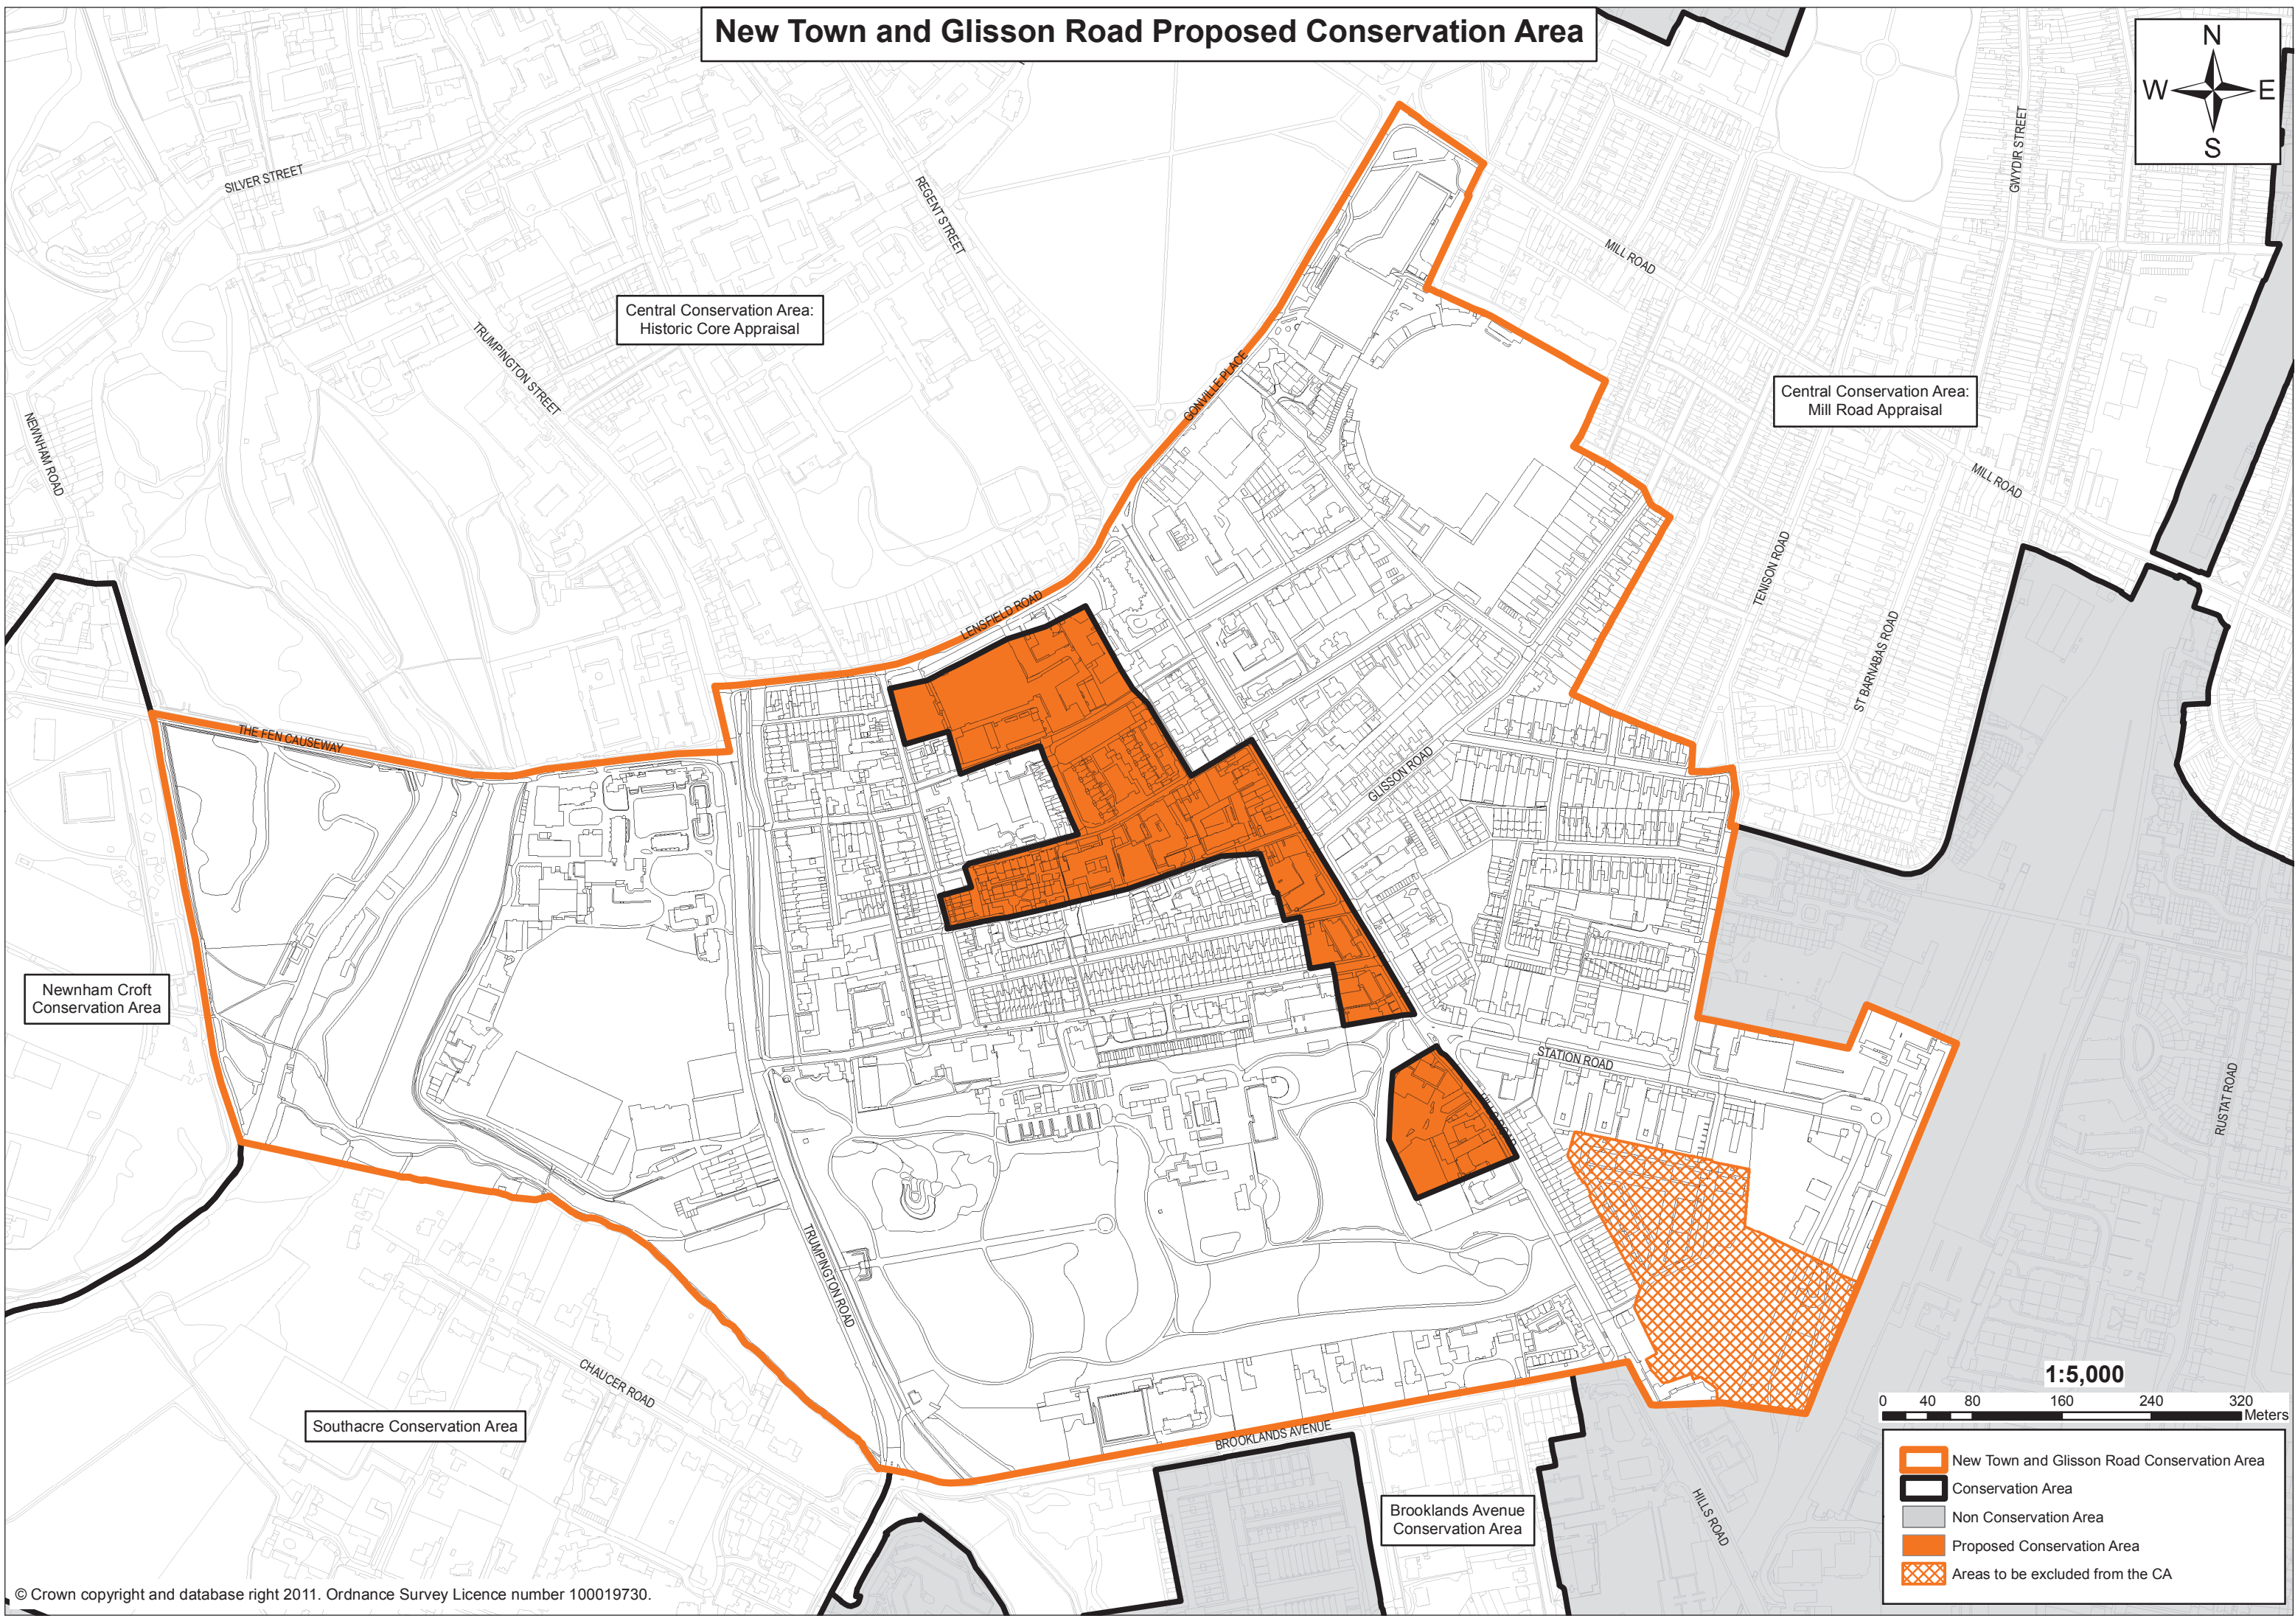 New Town and Glisson Road Proposed Conservation Area
N
W
E
S
SILVER STREET
REGENT STREET
GWYDIR STREET
MILL ROAD
Central Conservation Area:
Historic Core Appraisal
TRUMPINGTON STREET
GONVILLE PLACE
Central Conservation Area:
Mill Road Appraisal
NEWNHAM ROAD
MILL ROAD
TENISON ROAD
LENSFIELD ROAD
ST BARNABAS ROAD
THE FEN CAUSEWAY
GLISSON ROAD
Newnham Croft
Conservation Area
STATION ROAD
RUSTAT ROAD
TRUMPINGTON ROAD
CHAUCER ROAD
Southacre Conservation Area
BROOKLANDS AVENUE
Brooklands Avenue
Conservation Area
HILLS ROAD
1:5,000
0 40 80 160 240 320
Meters
New Town and Glisson Road Conservation Area
Conservation Area
Non Conservation Area
Proposed Conservation Area
Areas to be excluded from the CA
© Crown copyright and database right 2011. Ordnance Survey Licence number 100019730.